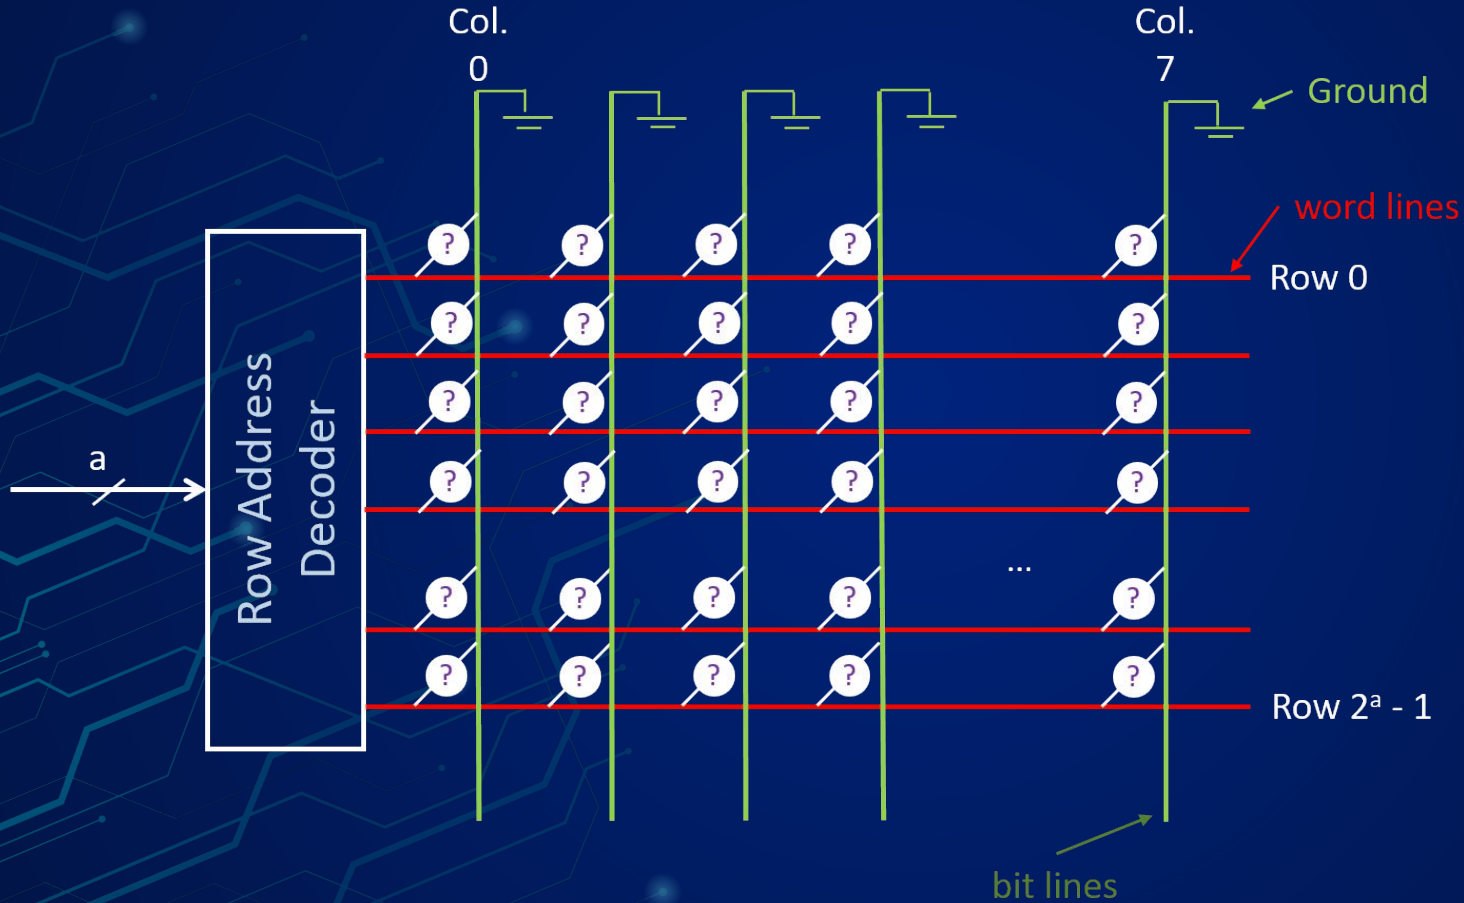 Col.
0
Col.
7
Ground
word lines
Row 0
? ? ? ? ?
? ? ? ? ?
? ? ? ? ?
a
Row Address
Decoder
? ? ? ? ?
...
? ? ? ? ?
? ? ? ? ?
Row 2ᵃ - 1
bit lines